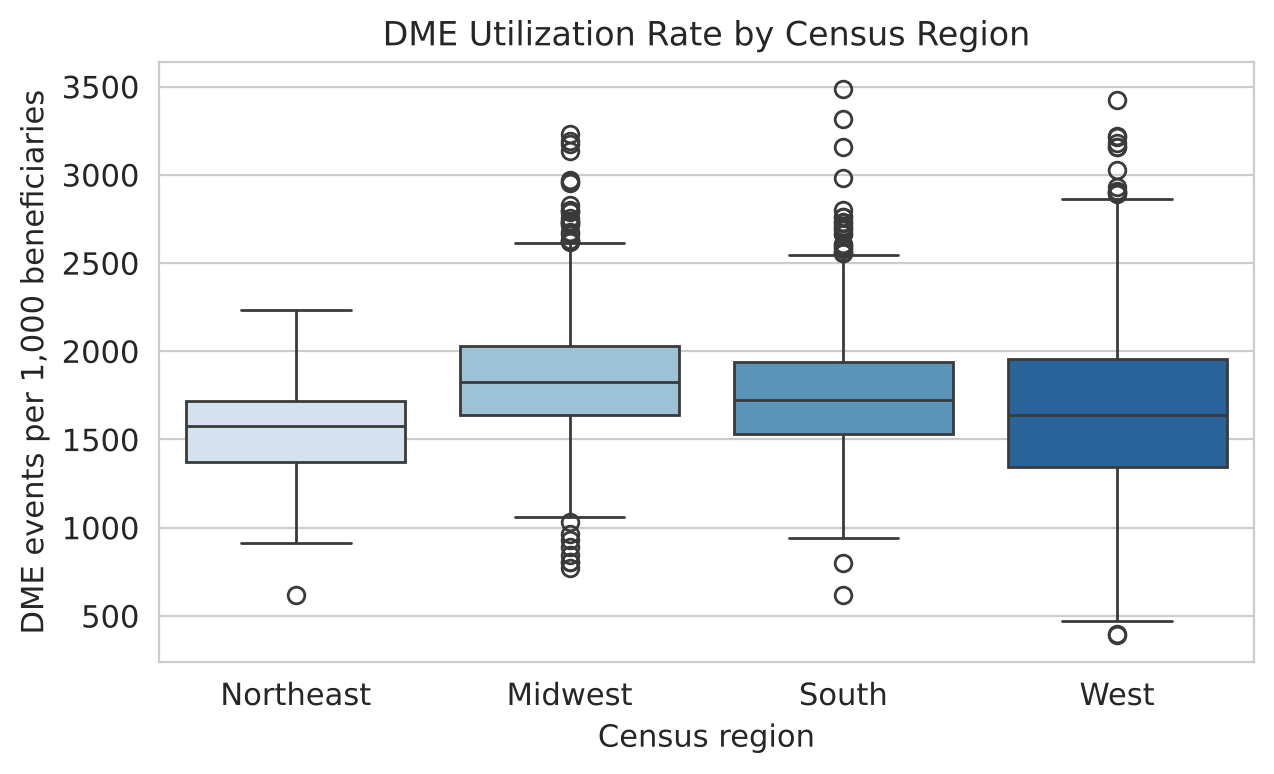 DME Utilization Rate by Census Region
DME events per 1,000 beneficiaries
3500
3000
2500
2000
1500
1000
500
Northeast Midwest South West
Census region